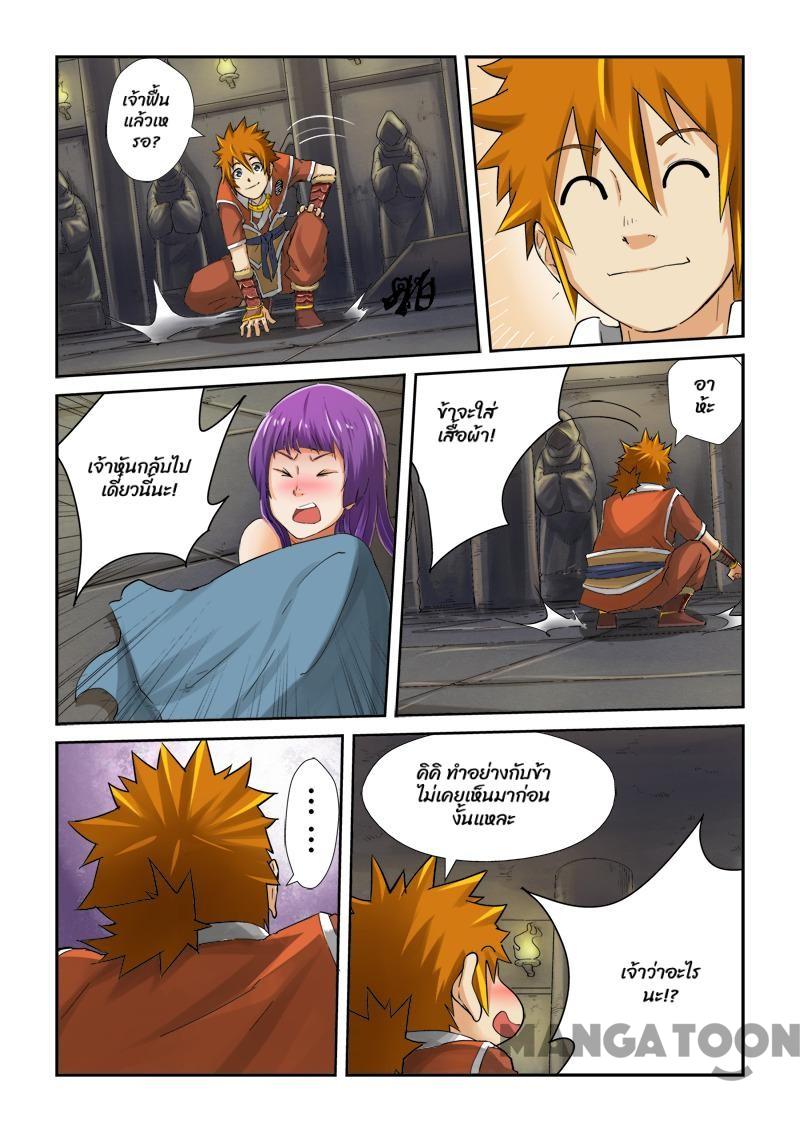 เจ้าฟื้น
แล้วเห
รอ?
เจ้าหันกลับไป
เดี๋ยวนี้นะ!
ข้าจะใส่
เสื้อผ้า!
อา
ห้ะ
คิคิ ทำอย่างกับข้า
ไม่เคยเห็นมาก่อน
งั้นแหละ
เจ้าว่าอะไร
นะ!?
MANGATOON